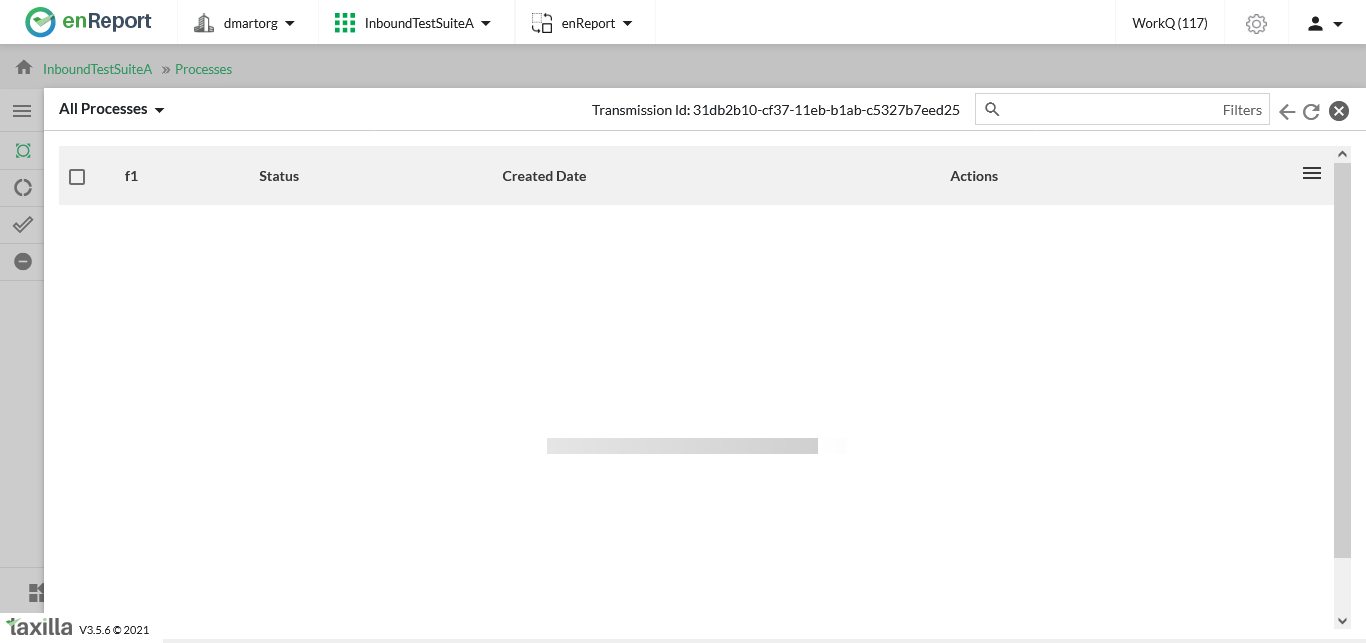 enReport dmartorg InboundTestSuiteA enReport WorkQ (117)
InboundTestSuiteA » Processes
All Processes Transmission Id: 31db2b10-cf37-11eb-b1ab-c5327b7eed25 Filters
f1 Status Created Date Actions
taxilla V3.5.6 © 2021